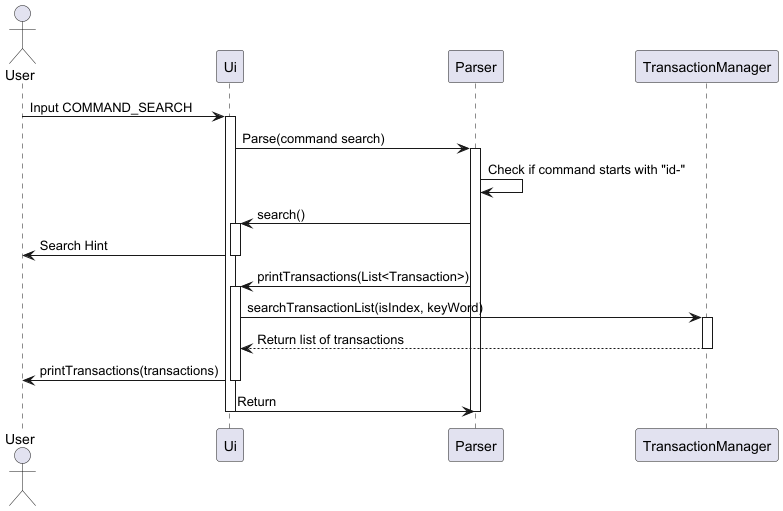 User
Ui
Parser
TransactionManager
Input COMMAND_SEARCH
Parse(command search)
Check if command starts with "id-"
search()
Search Hint
printTransactions(List<Transaction>)
searchTransactionList(isIndex, keyWord)
Return list of transactions
printTransactions(transactions)
Return
User
Ui
Parser
TransactionManager